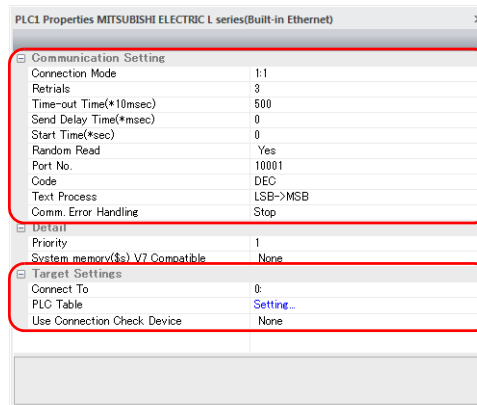 PLC1 Properties MITSUBISHI ELECTRIC L series(Built-in Ethernet)
Communication Setting
Connection Mode 1:1
Retrials 3
Time-out Time(*10msec) 500
Send Delay Time(*msec) 0
Start Time(*sec) 0
Random Read Yes
Port No. 10001
Code DEC
Text Process LSB->MSB
Comm. Error Handling Stop
Detail
Priority 1
System memory($s) V7 Compatible None
Target Settings
Connect To 0:
PLC Table Setting...
Use Connection Check Device None